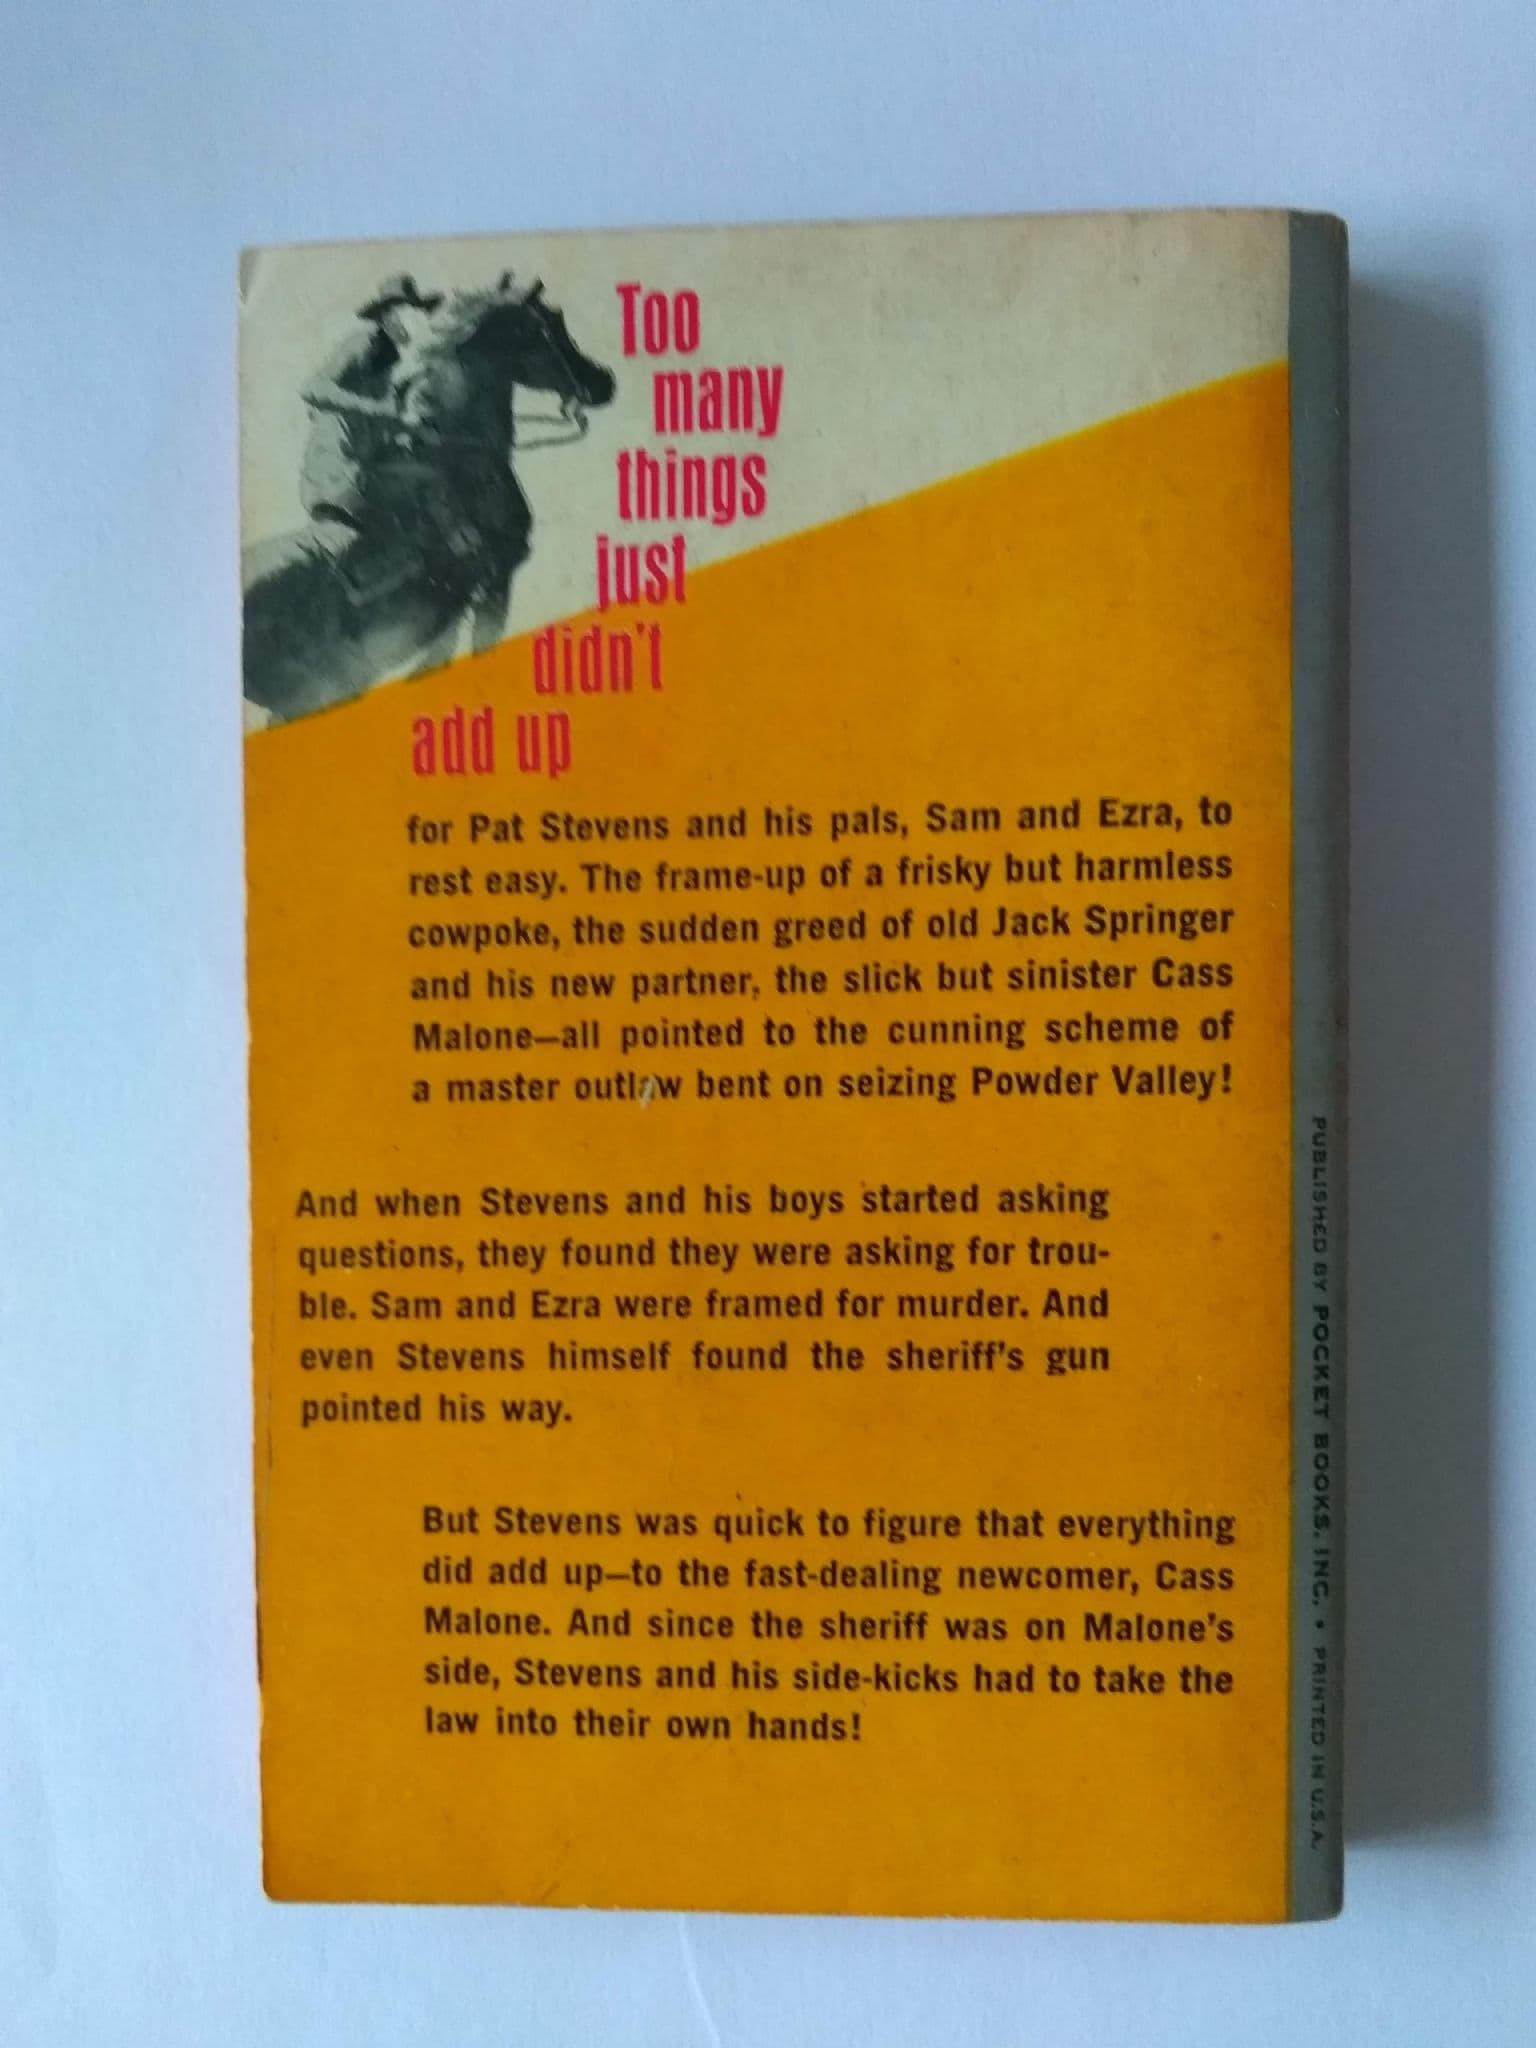 Too
many
things
just
didn't
add up
for Pat Stevens and his pals, Sam and Ezra, to
rest easy. The frame-up of a frisky but harmless
cowpoke, the sudden greed of old Jack Springer
and his new partner, the slick but sinister Cass
Malone—all pointed to the cunning scheme of
a master outlaw bent on seizing Powder Valley!
And when Stevens and his boys started asking
questions, they found they were asking for trou-
ble. Sam and Ezra were framed for murder. And
even Stevens himself found the sheriff's gun
pointed his way.
But Stevens was quick to figure that everything
did add up—to the fast-dealing newcomer, Cass
Malone. And since the sheriff was on Malone's
side, Stevens and his side-kicks had to take the
law into their own hands!
PUBLISHED BY POCKET BOOKS, INC. • PRINTED IN U.S.A.